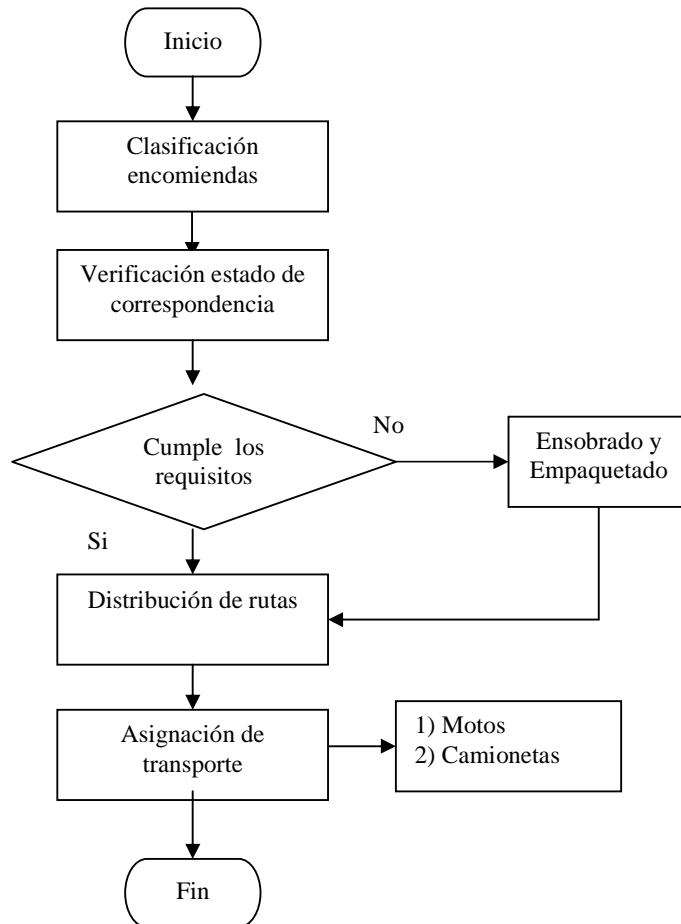 Inicio
Clasificación
encomiendas
Verificación estado de
correspondencia
Cumple los
requisitos
No
Ensobrado y
Empaquetado
Si
Distribución de rutas
Asignación de
transporte
1) Motos
2) Camionetas
Fin